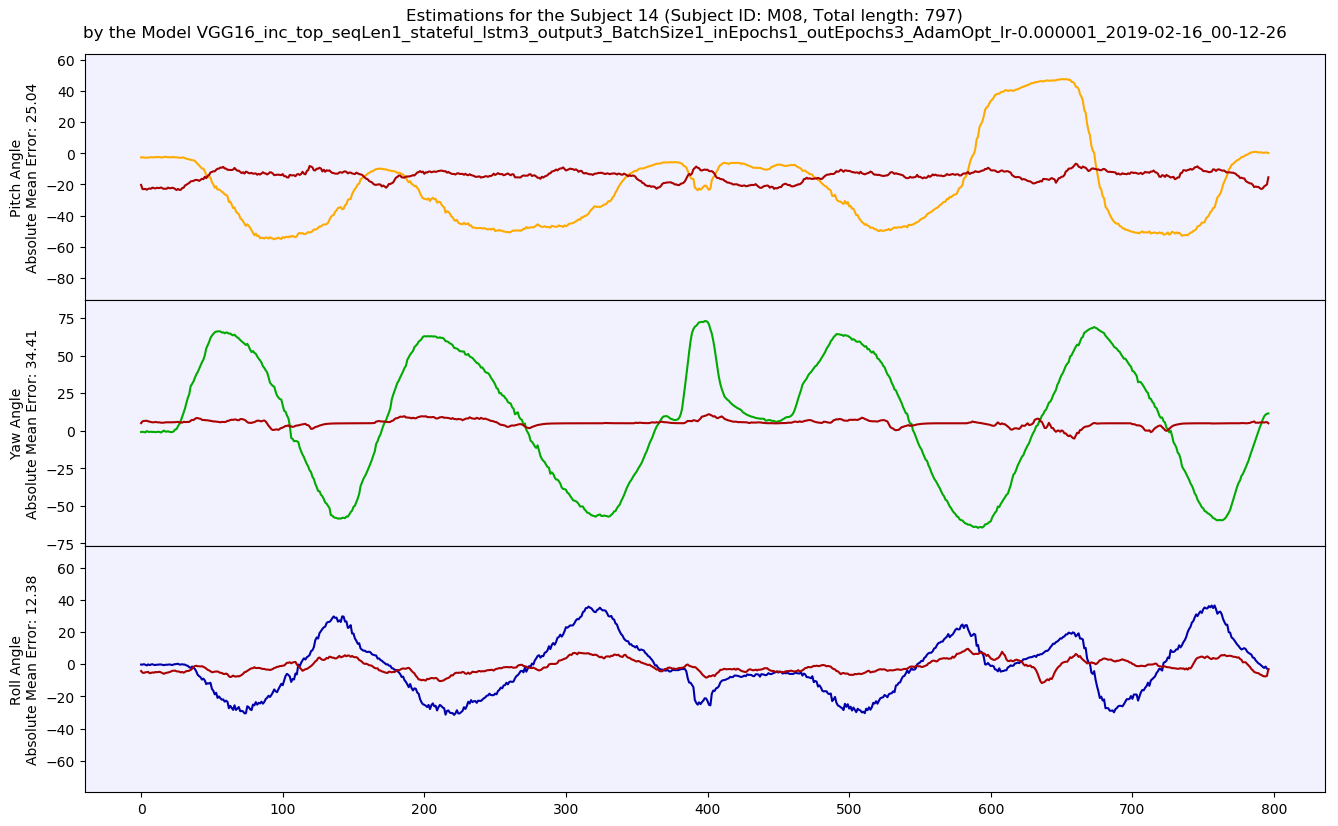 Estimations for the Subject 14 (Subject ID: M08, Total length: 797)
by the Model VGG16_inc_top_seqLen1_stateful_lstm3_output3_BatchSize1_inEpochs1_outEpochs3_AdamOpt_lr-0.000001_2019-02-16_00-12-26
Pitch Angle
Absolute Mean Error: 25.04
60
40
20
0
−20
−40
−60
−80
Yaw Angle
Absolute Mean Error: 34.41
75
50
25
0
−25
−50
−75
Roll Angle
Absolute Mean Error: 12.38
60
40
20
0
−20
−40
−60
0 100 200 300 400 500 600 700 800